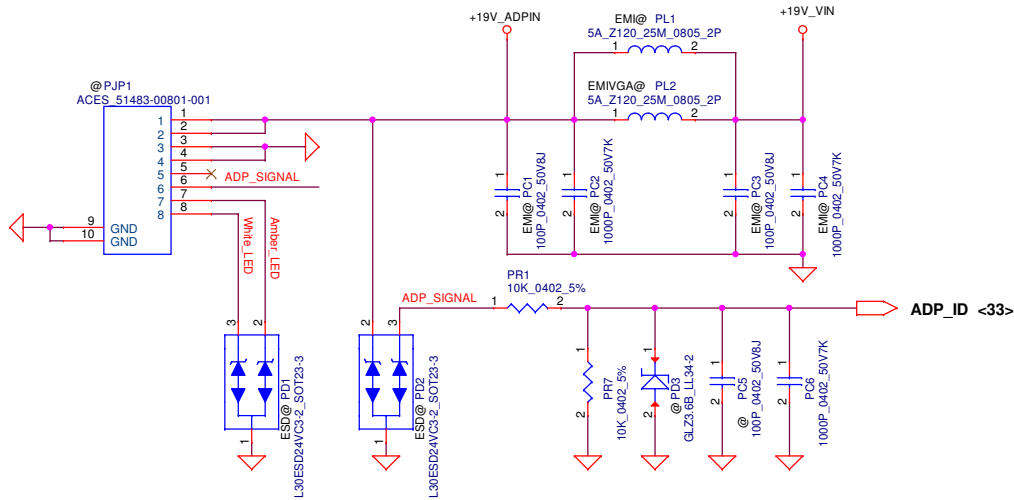 +19V_ADPIN
+19V_VIN
EMI@ PL1
5A_Z120_25M_0805_2P
1 2
EMIVGA@ PL2
5A_Z120_25M_0805_2P
1 2
@ PJP1
ACES_51483-00801-001
1 1
2 2
3 3
4 4
5 5
6 6
7 7
8 8
9 GND
10 GND
ADP_SIGNAL
White_LED
Amber_LED
1
2
EMI@ PC1
100P_0402_50V8J
1
2
EMI@ PC2
1000P_0402_50V7K
1
2
EMI@ PC3
100P_0402_50V8J
1
2
EMI@ PC4
1000P_0402_50V7K
PR1
10K_0402_5%
ADP_SIGNAL
1 2
ADP_ID <33>
3 2
1
ESD@ PD1
L30ESD24VC3-2_SOT23-3
2 3
1
ESD@ PD2
L30ESD24VC3-2_SOT23-3
1
2
PR7
10K_0402_5%
1
2
@ PD3
GLZ3.6B_LL34-2
1
2
@ PC5
100P_0402_50V8J
1
2
PC6
1000P_0402_50V7K